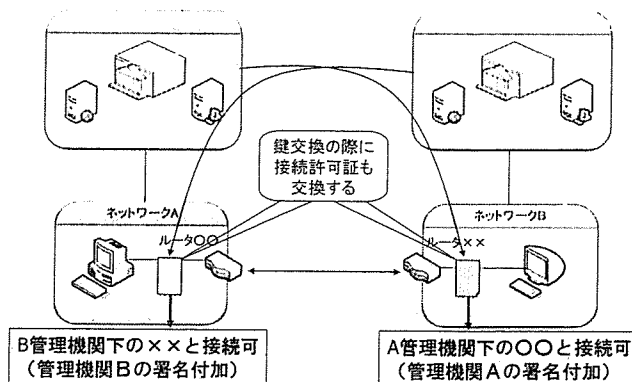 鍵交換の際に
接続許可証も
交換する
ネットワークA
ルータ〇〇
ネットワークB
ルータ××
B管理機関下の××と接続可
(管理機関Bの署名付加)
A管理機関下の〇〇と接続可
(管理機関Aの署名付加)